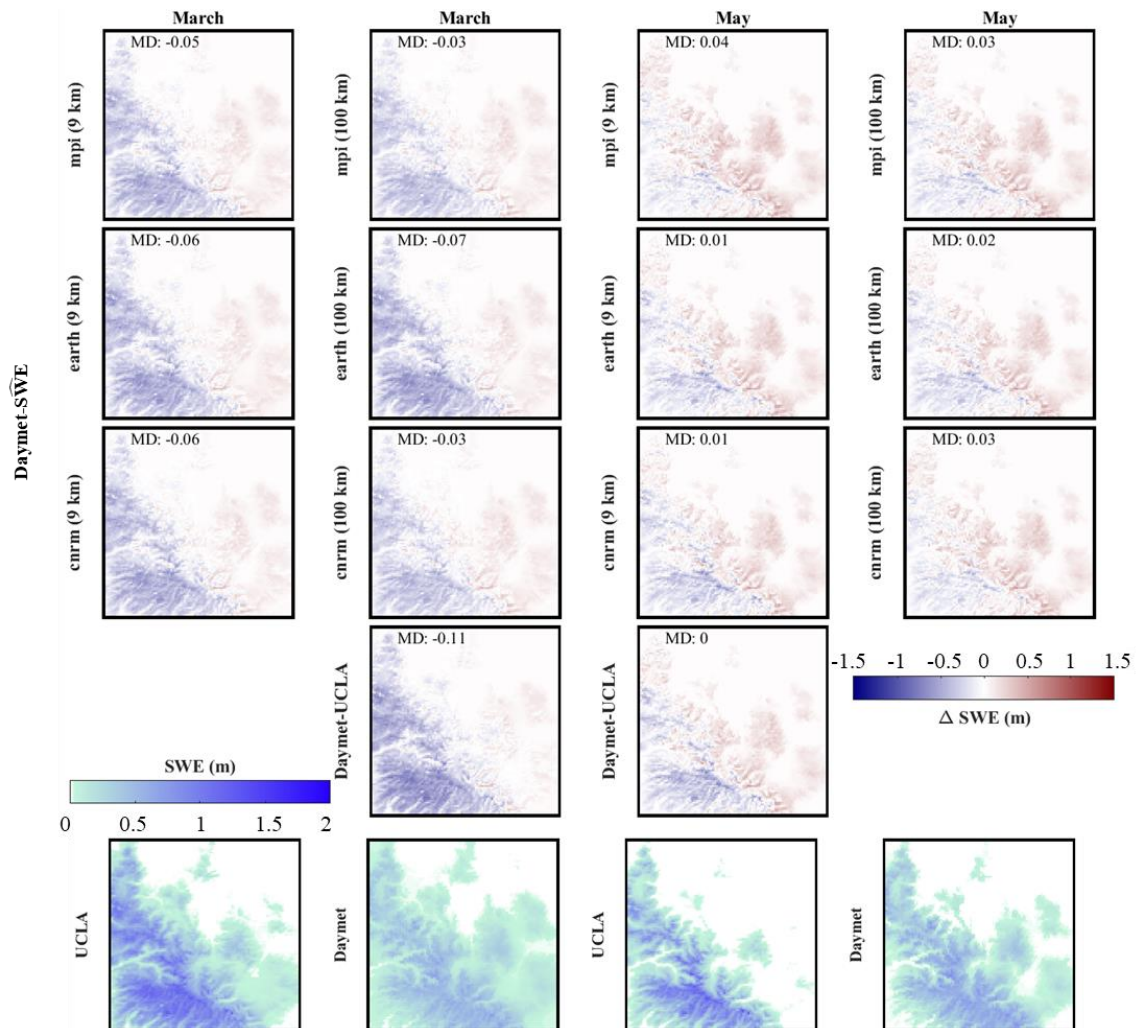 March March May May
MD: -0.05 MD: -0.03 MD: 0.04 MD: 0.03
mpi (9 km) mpi (100 km) mpi (9 km) mpi (100 km)
MD: -0.06 MD: -0.07 MD: 0.01 MD: 0.02
earth (9 km) earth (100 km) earth (9 km) earth (100 km)
Daymet-SŴE
MD: -0.06 MD: -0.03 MD: 0.01 MD: 0.03
cnrm (9 km) cnrm (100 km) cnrm (9 km) cnrm (100 km)
MD: -0.11 MD: 0
Daymet-UCLA Daymet-UCLA
-1.5 -1 -0.5 0 0.5 1 1.5
Δ SWE (m)
SWE (m)
0 0.5 1 1.5 2
UCLA Daymet UCLA Daymet